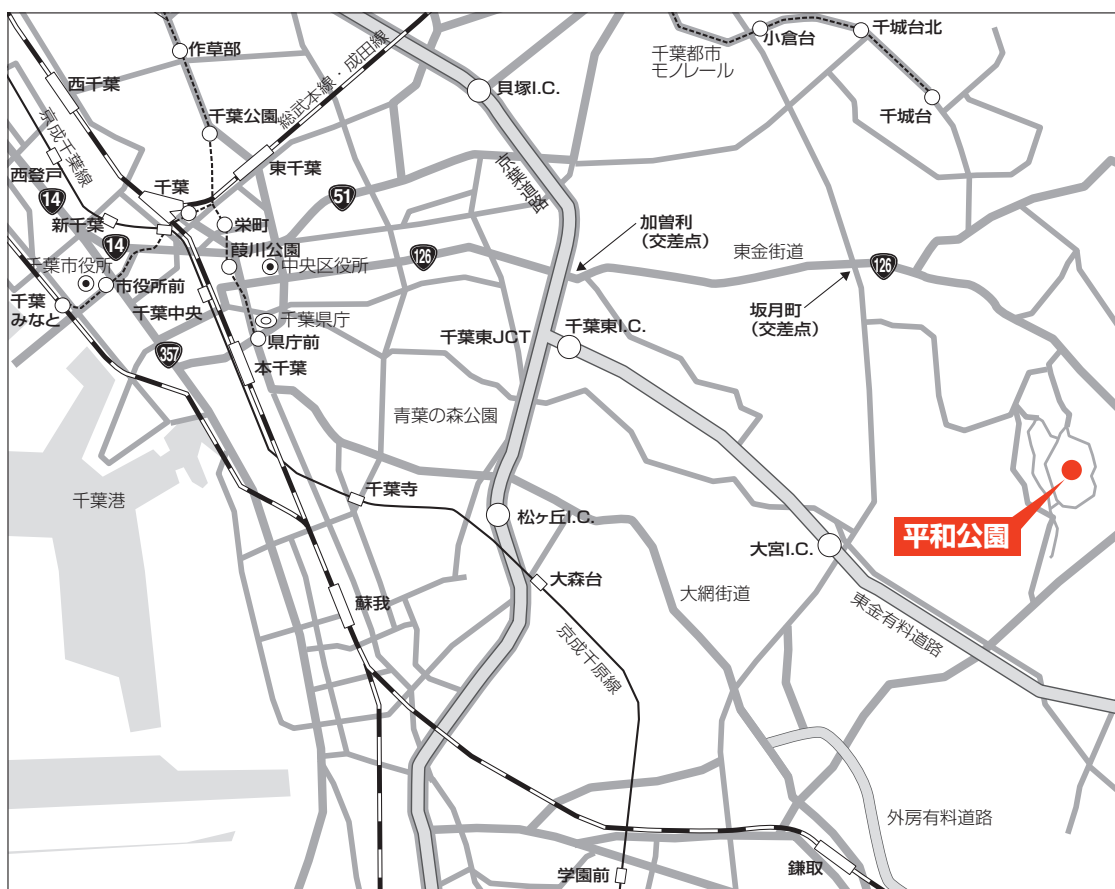 千城台北
小倉台
作草部
千葉都市
モノレール
総武本線・成田線
西千葉
貝塚I.C.
千城台
千葉公園
京成千葉線
東千葉
西登戸
京葉道路
千葉
14
51
新千葉
栄町
加曽利
(交差点)
14
葭川公園
東金街道
126
中央区役所
126
千葉市役所
市役所前
千葉
みなと
千葉中央
坂月町
(交差点)
千葉県庁
千葉東I.C.
千葉東JCT
県庁前
357
本千葉
青葉の森公園
千葉港
千葉寺
松ヶ丘I.C.
平和公園
大宮I.C.
大森台
大網街道
蘇我
東金有料道路
京成千原線
外房有料道路
鎌取
学園前